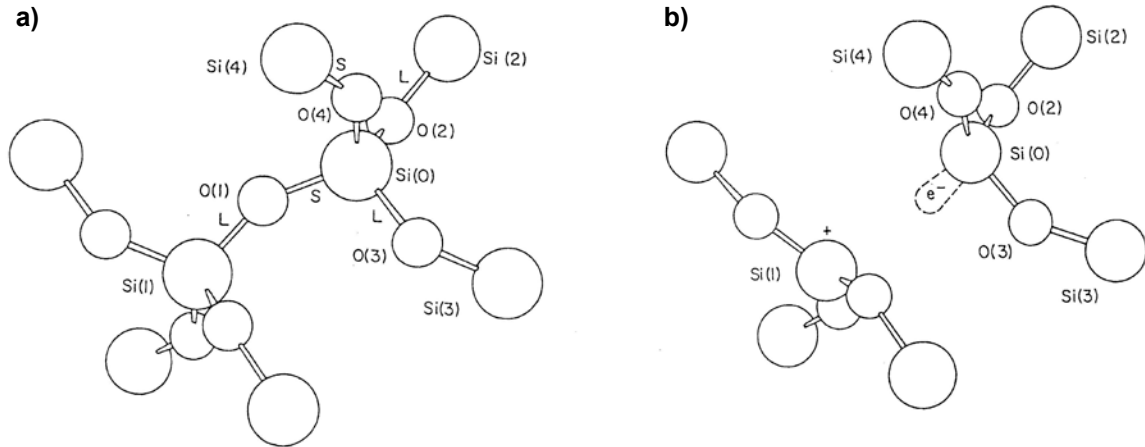 a)
Si(4)
S
L
Si(2)
O(4)
O(2)
O(1)
S
Si(0)
L
L
O(3)
Si(1)
Si(3)
b)
Si(4)
Si(2)
O(4)
O(2)
Si(0)
e−
+
O(3)
Si(1)
Si(3)